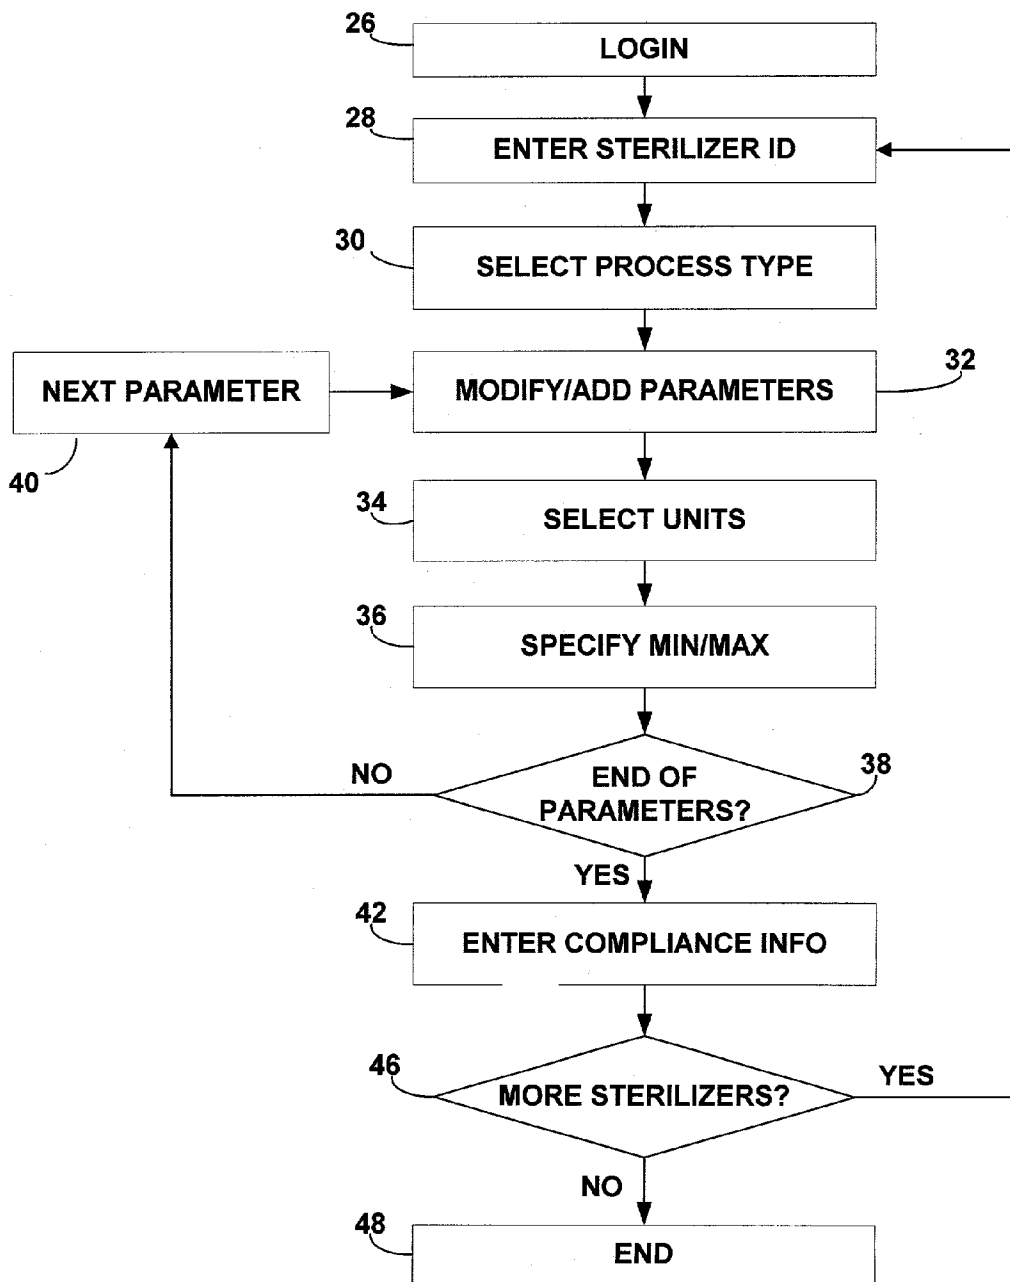 26
LOGIN
28
ENTER STERILIZER ID
30
SELECT PROCESS TYPE
NEXT PARAMETER
MODIFY/ADD PARAMETERS
32
40
34
SELECT UNITS
36
SPECIFY MIN/MAX
NO
END OF
PARAMETERS?
38
YES
42
ENTER COMPLIANCE INFO
46
MORE STERILIZERS?
YES
NO
48
END